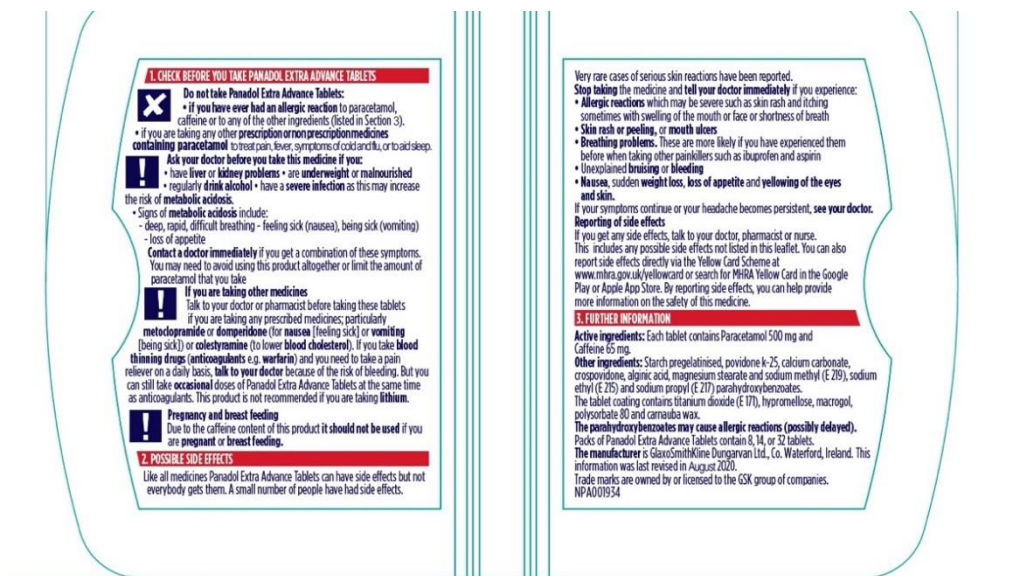 1. CHECK BEFORE YOU TAKE PANADOL EXTRA ADVANCE TABLETS
Do not take Panadol Extra Advance Tablets:
• if you have ever had an allergic reaction to paracetamol,
caffeine or to any of the other ingredients (listed in Section 3).
• if you are taking any other prescription or non prescription medicines
containing paracetamol to treat pain, fever, symptoms of cold and flu, or to aid sleep.
! Ask your doctor before you take this medicine if you:
• have liver or kidney problems • are underweight or malnourished
• regularly drink alcohol • have a severe infection as this may increase
the risk of metabolic acidosis.
• Signs of metabolic acidosis include:
- deep, rapid, difficult breathing - feeling sick (nausea), being sick (vomiting)
- loss of appetite
Contact a doctor immediately if you get a combination of these symptoms.
You may need to avoid using this product altogether or limit the amount of
paracetamol that you take
! If you are taking other medicines
Talk to your doctor or pharmacist before taking these tablets
if you are taking any prescribed medicines; particularly
metoclopramide or domperidone (for nausea [feeling sick] or vomiting
[being sick]) or colestyramine (to lower blood cholesterol). If you take blood
thinning drugs (anticoagulants e.g. warfarin) and you need to take a pain
reliever on a daily basis, talk to your doctor because of the risk of bleeding. But you
can still take occasional doses of Panadol Extra Advance Tablets at the same time
as anticoagulants. This product is not recommended if you are taking lithium.
! Pregnancy and breast feeding
Due to the caffeine content of this product it should not be used if you
are pregnant or breast feeding.
2. POSSIBLE SIDE EFFECTS
Like all medicines Panadol Extra Advance Tablets can have side effects but not
everybody gets them. A small number of people have had side effects.
Very rare cases of serious skin reactions have been reported.
Stop taking the medicine and tell your doctor immediately if you experience:
• Allergic reactions which may be severe such as skin rash and itching
sometimes with swelling of the mouth or face or shortness of breath
• Skin rash or peeling, or mouth ulcers
• Breathing problems. These are more likely if you have experienced them
before when taking other painkillers such as ibuprofen and aspirin
• Unexplained bruising or bleeding
• Nausea, sudden weight loss, loss of appetite and yellowing of the eyes
and skin.
If your symptoms continue or your headache becomes persistent, see your doctor.
Reporting of side effects
If you get any side effects, talk to your doctor, pharmacist or nurse.
This includes any possible side effects not listed in this leaflet. You can also
report side effects directly via the Yellow Card Scheme at
www.mhra.gov.uk/yellowcard or search for MHRA Yellow Card in the Google
Play or Apple App Store. By reporting side effects, you can help provide
more information on the safety of this medicine.
3. FURTHER INFORMATION
Active ingredients: Each tablet contains Paracetamol 500 mg and
Caffeine 65 mg.
Other ingredients: Starch pregelatinised, povidone k-25, calcium carbonate,
crospovidone, alginic acid, magnesium stearate and sodium methyl (E 219), sodium
ethyl (E 215) and sodium propyl (E 217) parahydroxybenzoates.
The tablet coating contains titanium dioxide (E 171), hypromellose, macrogol,
polysorbate 80 and carnauba wax.
The parahydroxybenzoates may cause allergic reactions (possibly delayed).
Packs of Panadol Extra Advance Tablets contain 8, 14, or 32 tablets.
The manufacturer is GlaxoSmithKline Dungarvan Ltd., Co. Waterford, Ireland. This
information was last revised in August 2020.
Trade marks are owned by or licensed to the GSK group of companies.
NPA001934